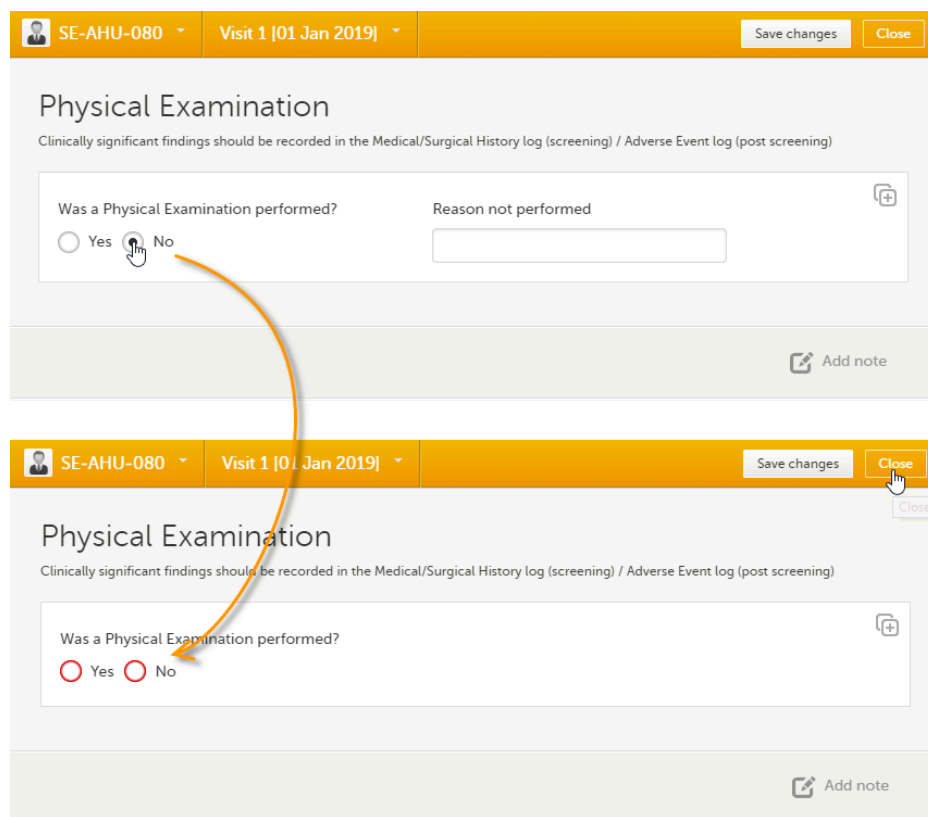 SE-AHU-080 Visit 1 [01 Jan 2019] Save changes Close
Physical Examination
Clinically significant findings should be recorded in the Medical/Surgical History log (screening) / Adverse Event log (post screening)
Was a Physical Examination performed? Reason not performed
Yes No
Add note
SE-AHU-080 Visit 1 [01 Jan 2019] Save changes Close
Close
Physical Examination
Clinically significant findings should be recorded in the Medical/Surgical History log (screening) / Adverse Event log (post screening)
Was a Physical Examination performed?
Yes No
Add note